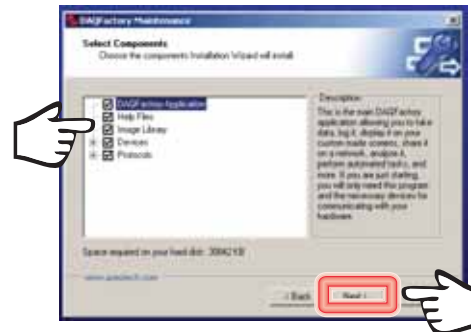 DAQFactory Maintenance
Select Components
Choose the components Installation Wizard will install.
DAQFactory Application
Help Files
Image Library
Devices
Protocols
Description
This is the main DAQFactory
application allowing you to take
data, log it, display it on your
custom made screens, share it
on a network, analyze it,
perform automated tasks, and
more. If you are just starting,
you will only need this program
and the necessary devices for
communicating with your
hardware.
Space required on your hard disk:
< Back
Next >